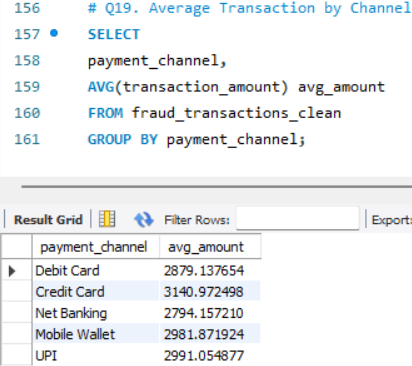 156 # Q19. Average Transaction by Channel
157 SELECT
158 payment_channel,
159 AVG(transaction_amount) avg_amount
160 FROM fraud_transactions_clean
161 GROUP BY payment_channel;
Result Grid Filter Rows: Export:
payment_channel avg_amount
Debit Card 2879.137654
Credit Card 3140.972498
Net Banking 2794.157210
Mobile Wallet 2981.871924
UPI 2991.054877